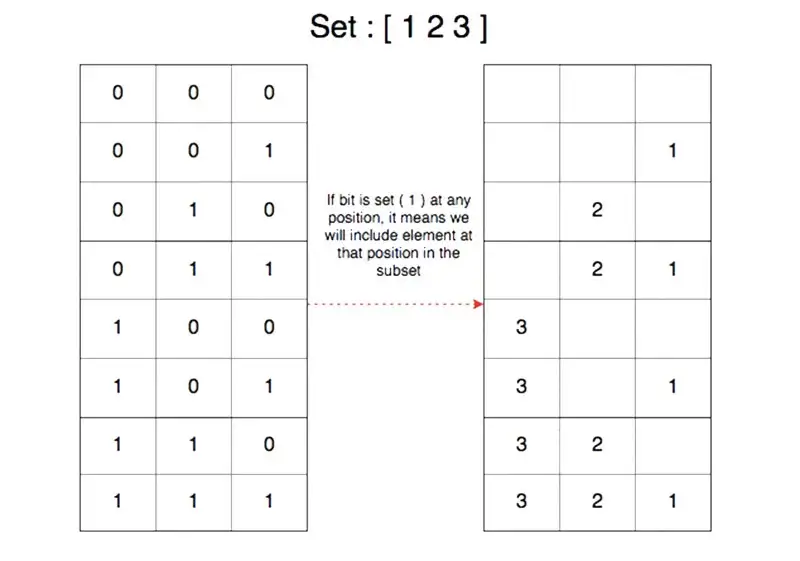 Set : [ 1 2 3 ]
0 0 0
0 0 1
0 1 0
0 1 1
1 0 0
1 0 1
1 1 0
1 1 1
If bit is set ( 1 ) at any
position, it means we
will include element at
that position in the
subset
1
2
2 1
3
3 1
3 2
3 2 1